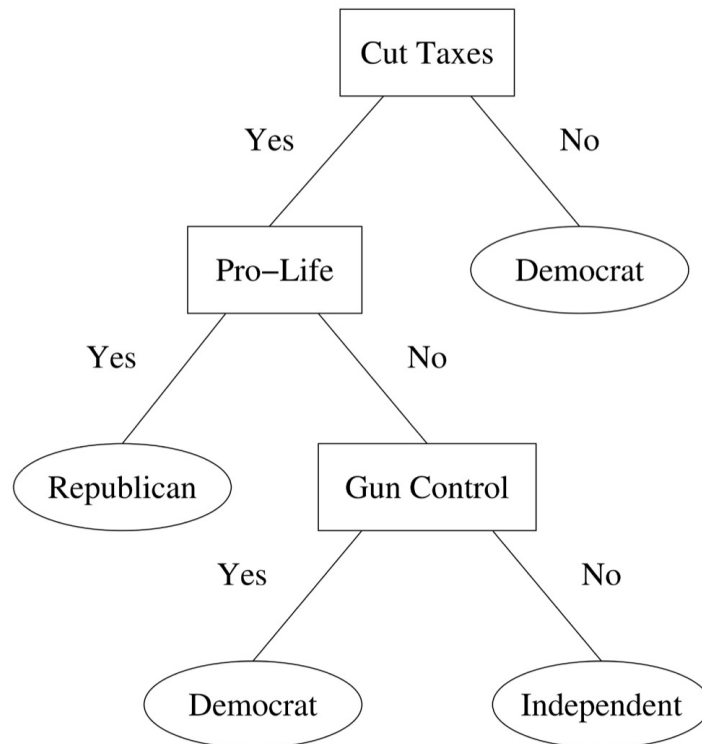 Cut Taxes
Yes
No
Pro−Life
Democrat
Yes
No
Republican
Gun Control
Yes
No
Democrat
Independent